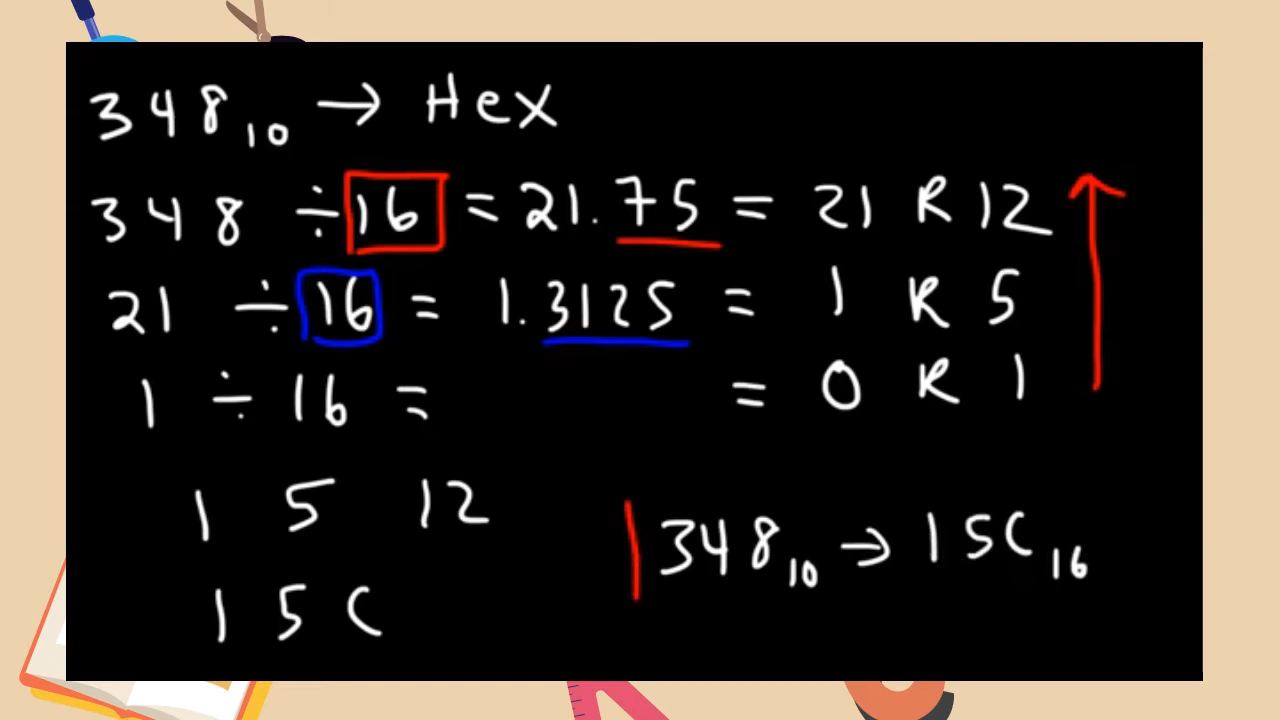 348₁₀ → Hex
348 ÷ 16 = 21.75 = 21 R 12
21 ÷ 16 = 1.3125 = 1 R 5
1 ÷ 16 = = 0 R 1
1 5 12
348₁₀ → 15C₁₆
1 5 C